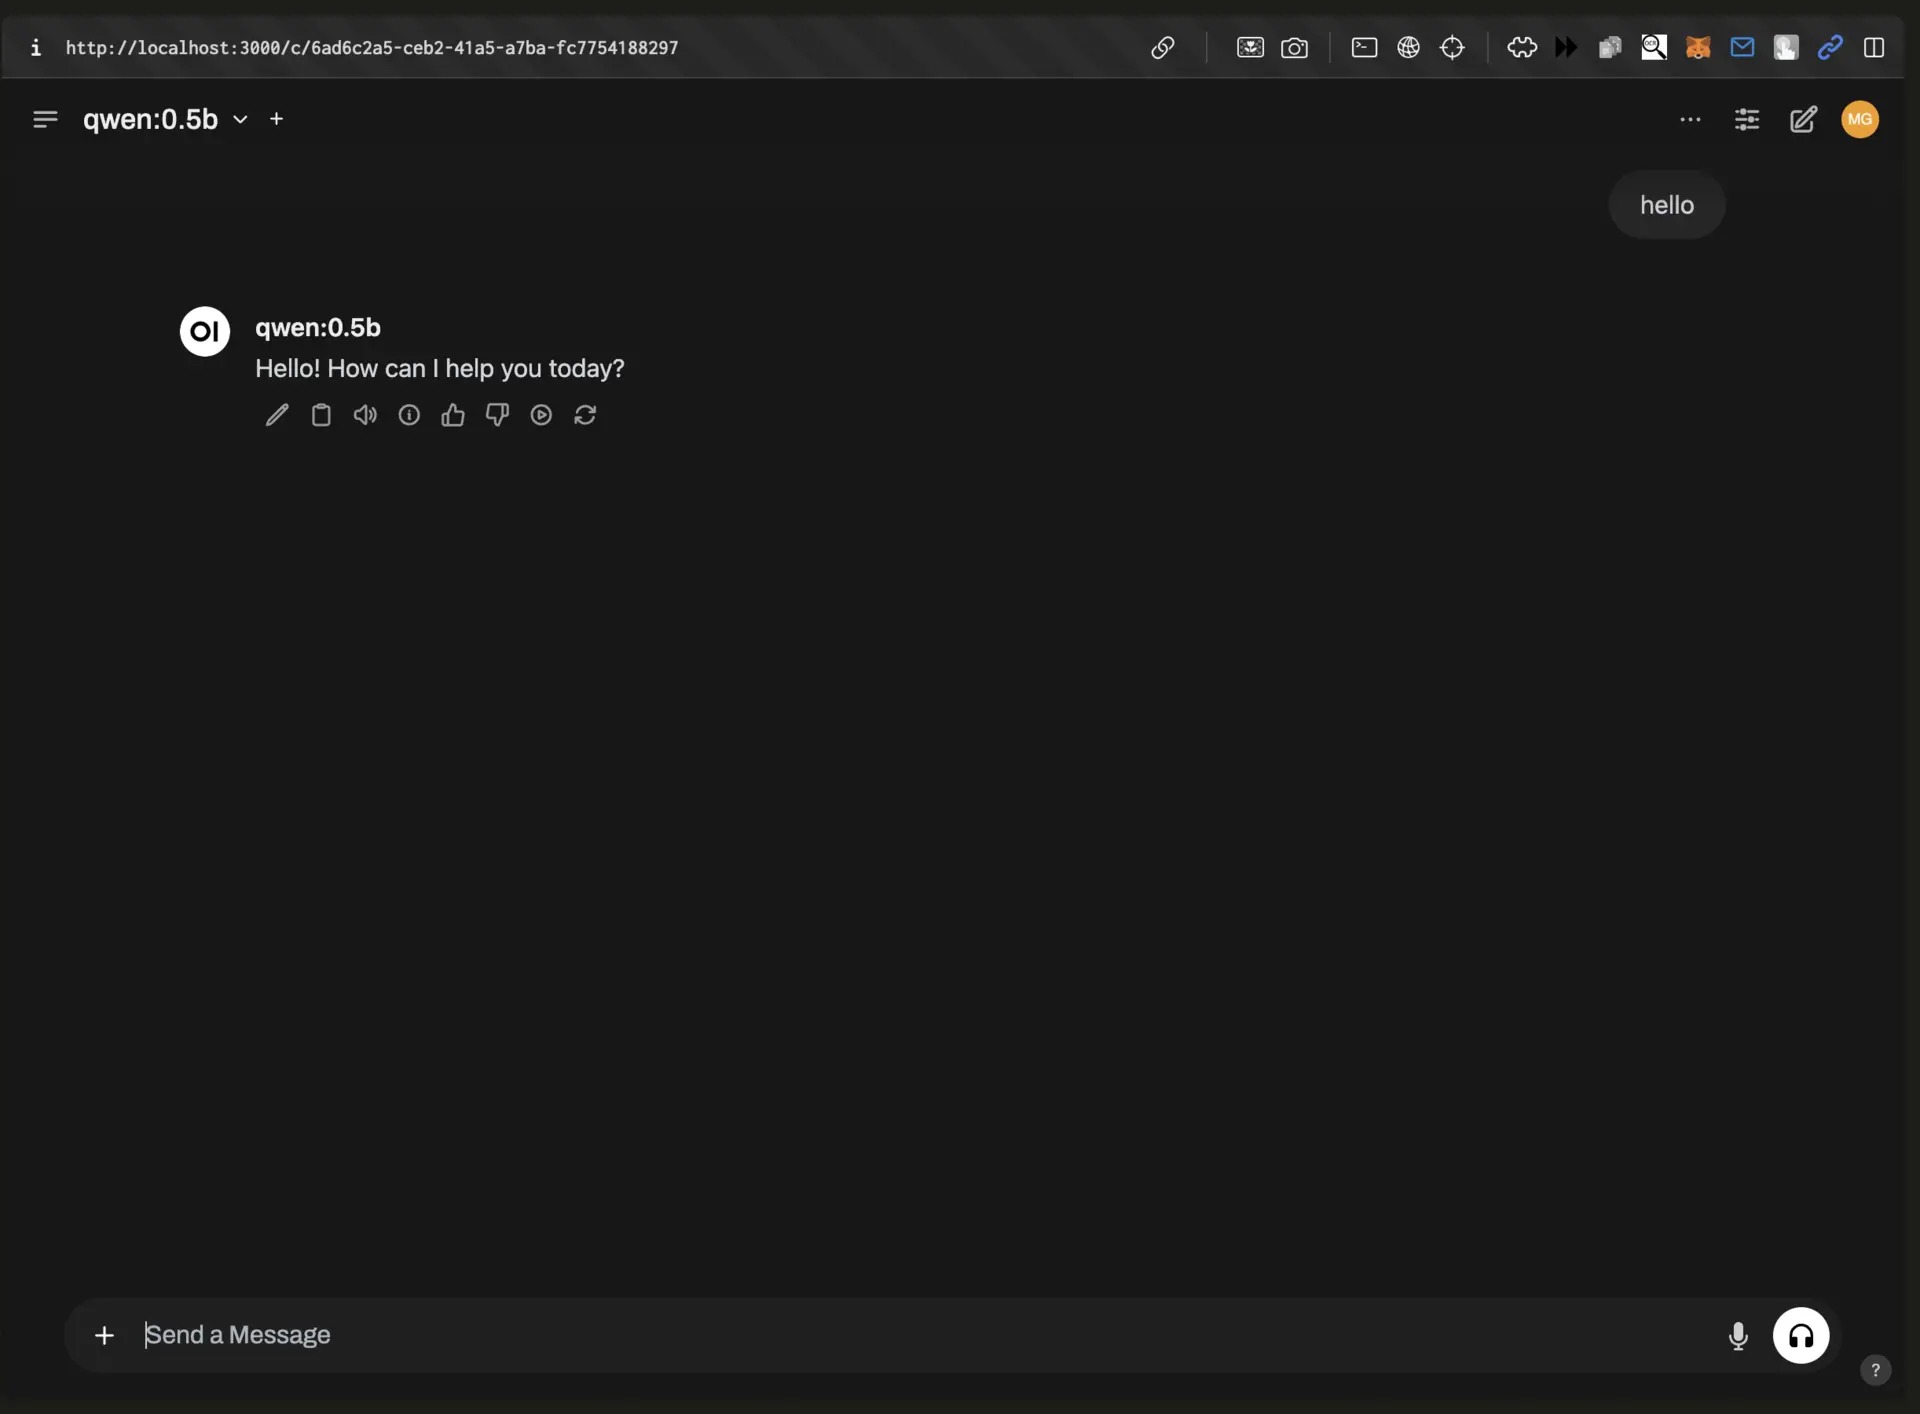 i http://localhost:3000/c/6ad6c2a5-ceb2-41a5-a7ba-fc7754188297
qwen:0.5b
MG
hello
OI
qwen:0.5b
Hello! How can I help you today?
Send a Message
?